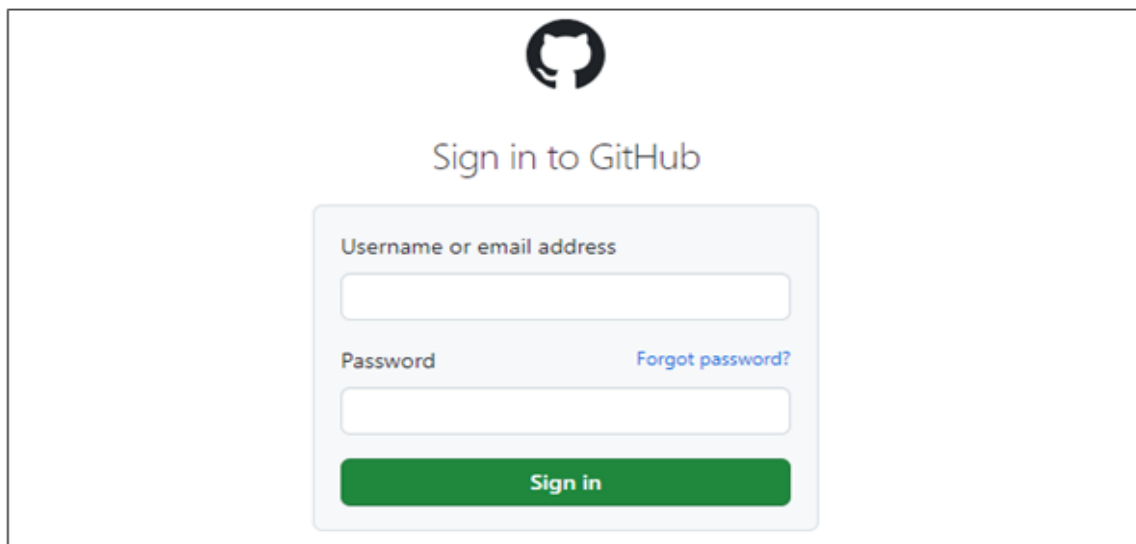 Sign in to GitHub
Username or email address
Password Forgot password?
Sign in